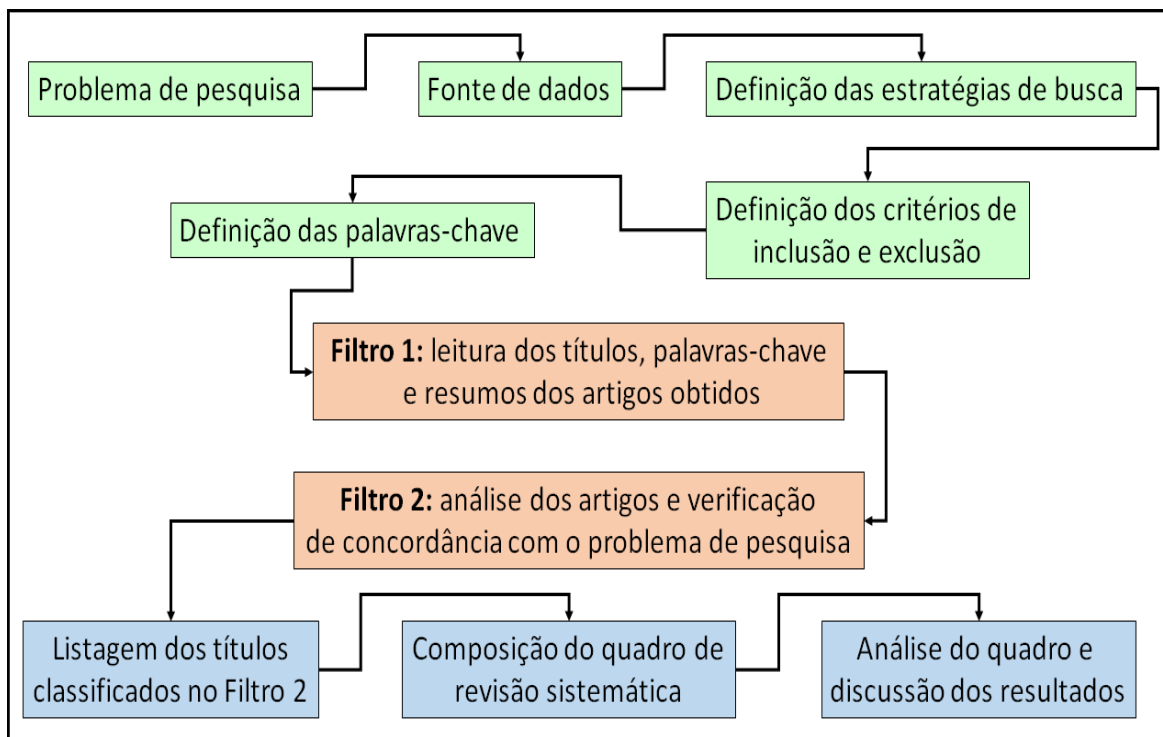 Problema de pesquisa
Fonte de dados
Definição das estratégias de busca
Definição dos critérios de
inclusão e exclusão
Definição das palavras-chave
Filtro 1: leitura dos títulos, palavras-chave
e resumos dos artigos obtidos
Filtro 2: análise dos artigos e verificação
de concordância com o problema de pesquisa
Listagem dos títulos
classificados no Filtro 2
Composição do quadro de
revisão sistemática
Análise do quadro e
discussão dos resultados